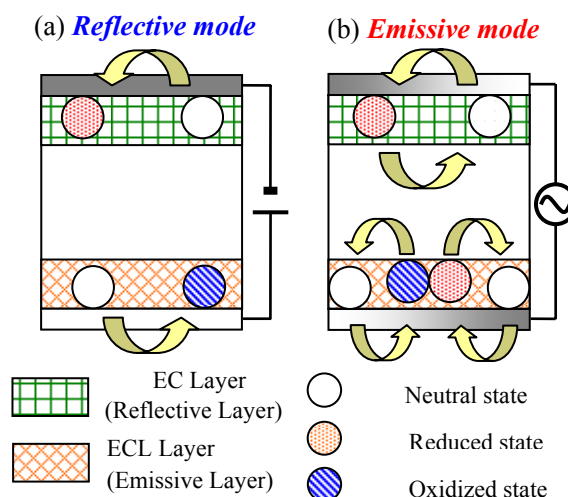 (a) Reflective mode
(b) Emissive mode
EC Layer
(Reflective Layer)
ECL Layer
(Emissive Layer)
Neutral state
Reduced state
Oxidized state